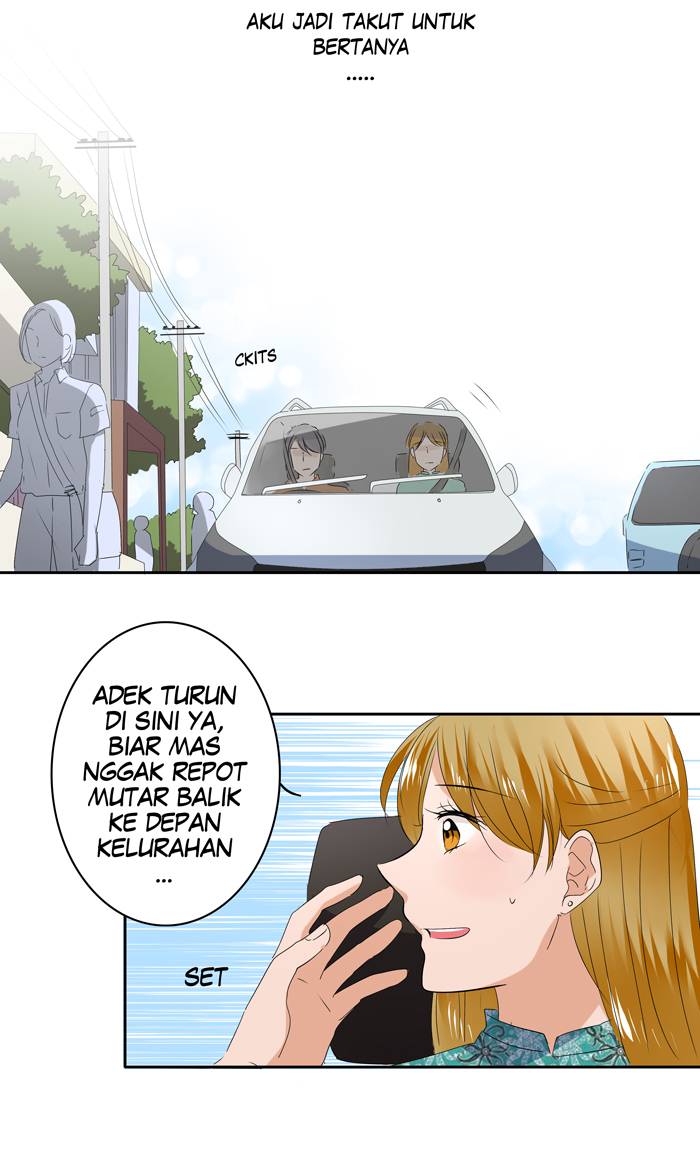 AKU JADI TAKUT UNTUK
BERTANYA
.....
CKITS
ADEK TURUN
DI SINI YA,
BIAR MAS
NGGAK REPOT
MUTAR BALIK
KE DEPAN
KELURAHAN
...
SET